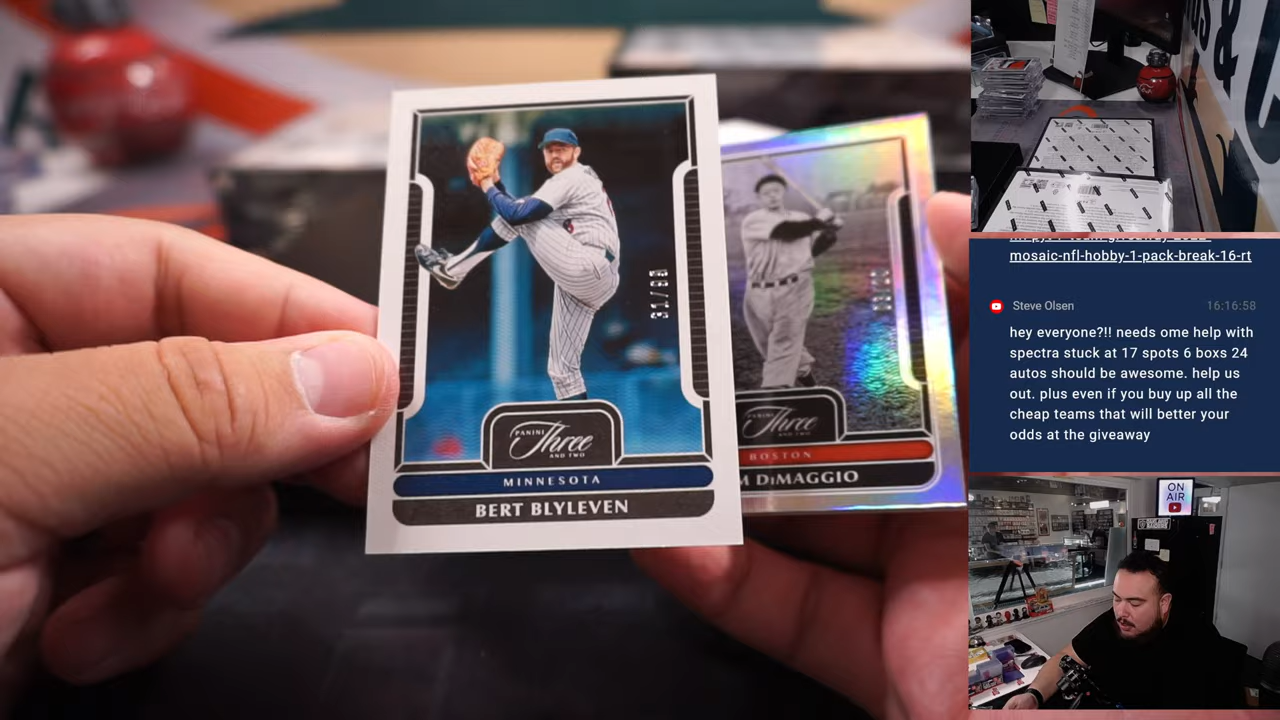 PANINI
Three
AND TWO
MINNESOTA
BERT BLYLEVEN
PANINI
Three
AND TWO
BOSTON
M DiMAGGIO
mosaic-nfl-hobby-1-pack-break-16-rt
Steve Olsen
16:16:58
hey everyone?!! needs ome help with
spectra stuck at 17 spots 6 boxs 24
autos should be awesome. help us
out. plus even if you buy up all the
cheap teams that will better your
odds at the giveaway
&
ON
AIR